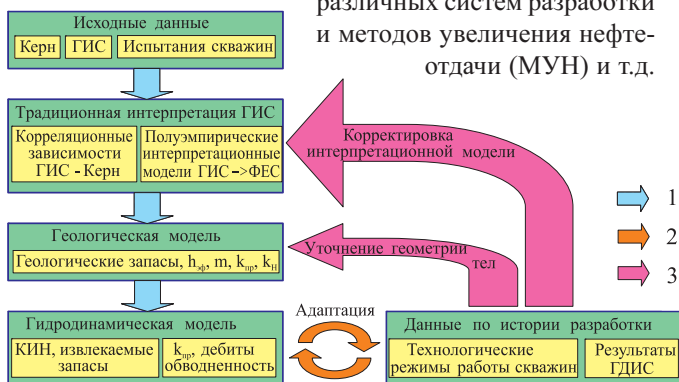 различных систем разработки
и методов увеличения нефте-
отдачи (МУН) и т.д.
Исходные данные
Керн
ГИС
Испытания скважин
Традиционная интерпретация ГИС
Корреляционные
зависимости
ГИС - Керн
Полуэмпирические
интерпретационные
модели ГИС->ФЕС
Корректировка
интерпретационной модели
Геологическая модель
Геологические запасы, hэф, m, kпр, kН
Уточнение геометрии
тел
1
2
3
Гидродинамическая модель
КИН, извлекаемые
запасы
kпр, дебиты
обводненность
Адаптация
Данные по истории разработки
Технологические
режимы работы скважин
Результаты
ГДИС